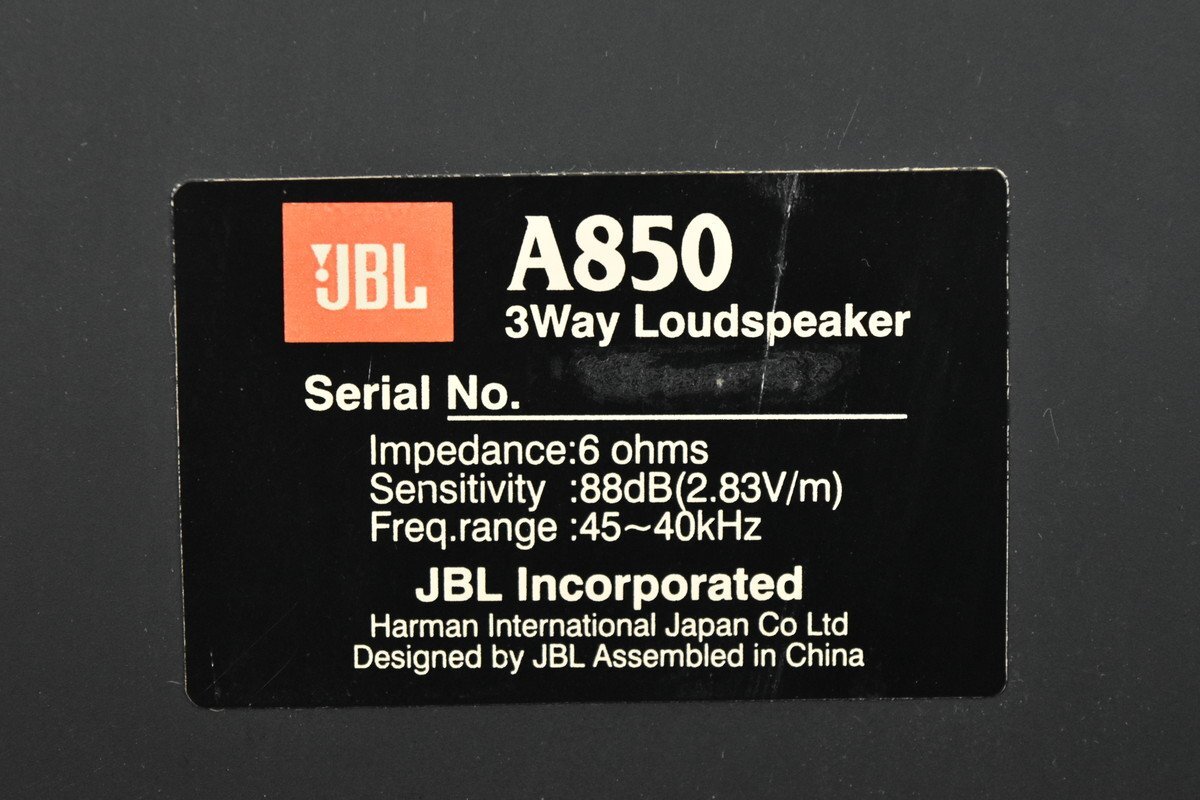 JBL
A850
3Way Loudspeaker
Serial No.
Impedance:6 ohms
Sensitivity :88dB(2.83V/m)
Freq.range :45~40kHz
JBL Incorporated
Harman International Japan Co Ltd
Designed by JBL Assembled in China